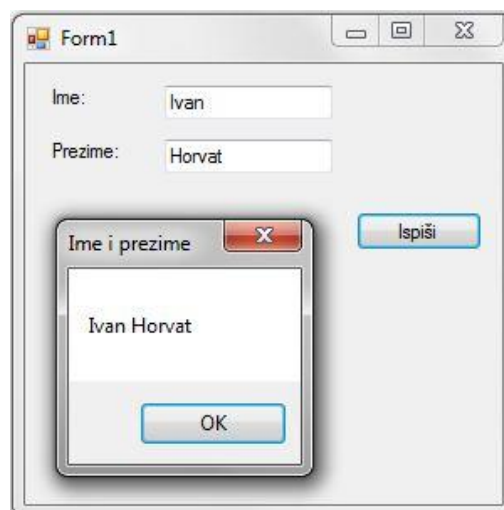 Form1
Ime:
Ivan
Prezime:
Horvat
Ispiši
Ime i prezime
Ivan Horvat
OK